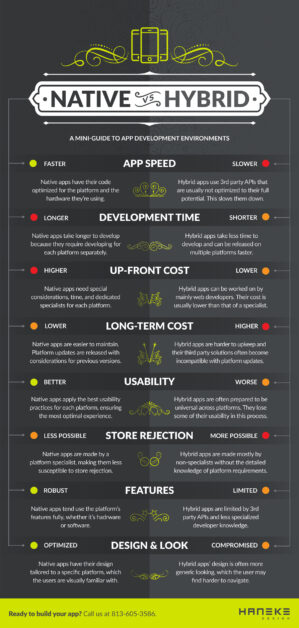 NATIVE VS HYBRID
A MINI-GUIDE TO APP DEVELOPMENT ENVIRONMENTS
FASTER APP SPEED SLOWER
Native apps have their code
optimized for the platform and the
hardware they're using.
Hybrid apps use 3rd party APIs that
are usually not optimized to their full
potential. This slows them down.
LONGER DEVELOPMENT TIME SHORTER
Native apps take longer to develop
because they require developing for
each platform separately.
Hybrid apps take less time to
develop and can be released on
multiple platforms faster.
HIGHER UP-FRONT COST LOWER
Native apps need special
considerations, time, and dedicated
specialists for each platform.
Hybrid apps can be worked on by
mainly web developers. Their cost is
usually lower than that of a specialist.
LOWER LONG-TERM COST HIGHER
Native apps are easier to maintain.
Platform updates are released with
considerations for previous versions.
Hybrid apps are harder to upkeep and
their third party solutions often become
incompatible with platform updates.
BETTER USABILITY WORSE
Native apps apply the best usability
practices for each platform, ensuring
the most optimal experience.
Hybrid apps are often prepared to be
universal across platforms. They lose
some of their usability in this process.
LESS POSSIBLE STORE REJECTION MORE POSSIBLE
Native apps are made by a
platform specialist, making them less
susceptible to store rejection.
Hybrid apps are made mostly by
non-specialists without the detailed
knowledge of platform requirements.
ROBUST FEATURES LIMITED
Native apps tend use the platform's
features fully, whether it's hardware
or software.
Hybrid apps are limited by 3rd
party APIs and less specialized
developer knowledge.
OPTIMIZED DESIGN & LOOK COMPROMISED
Native apps have their design
tailored to a specific platform, which
the users are visually familiar with.
Hybrid apps' design is often more
generic looking, which the user may
find harder to navigate.
Ready to build your app? Call us at 813-605-3586.
HANEKE
DESIGN